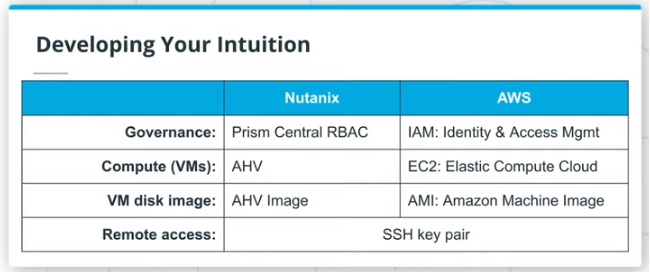 Developing Your Intuition
Nutanix AWS
Governance: Prism Central RBAC IAM: Identity & Access Mgmt
Compute (VMs): AHV EC2: Elastic Compute Cloud
VM disk image: AHV Image AMI: Amazon Machine Image
Remote access: SSH key pair